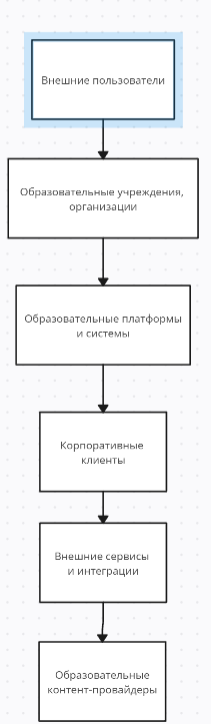 Внешние пользователи
Образовательные учреждения,
организации
Образовательные платформы
и системы
Корпоративные
клиенты
Внешние сервисы
и интеграции
Образовательные
контент-провайдеры